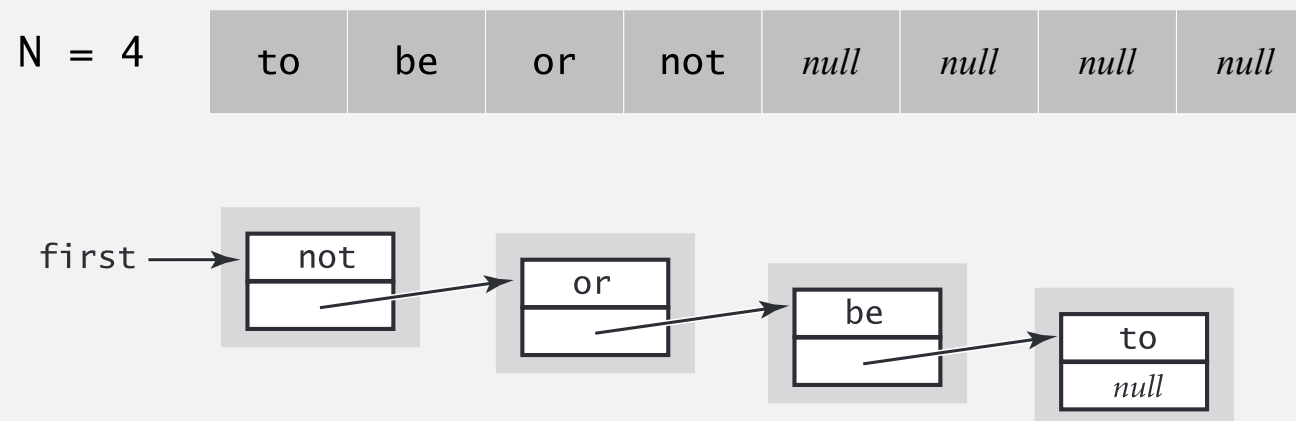 N = 4 to be or not null null null null
first not or be to
null